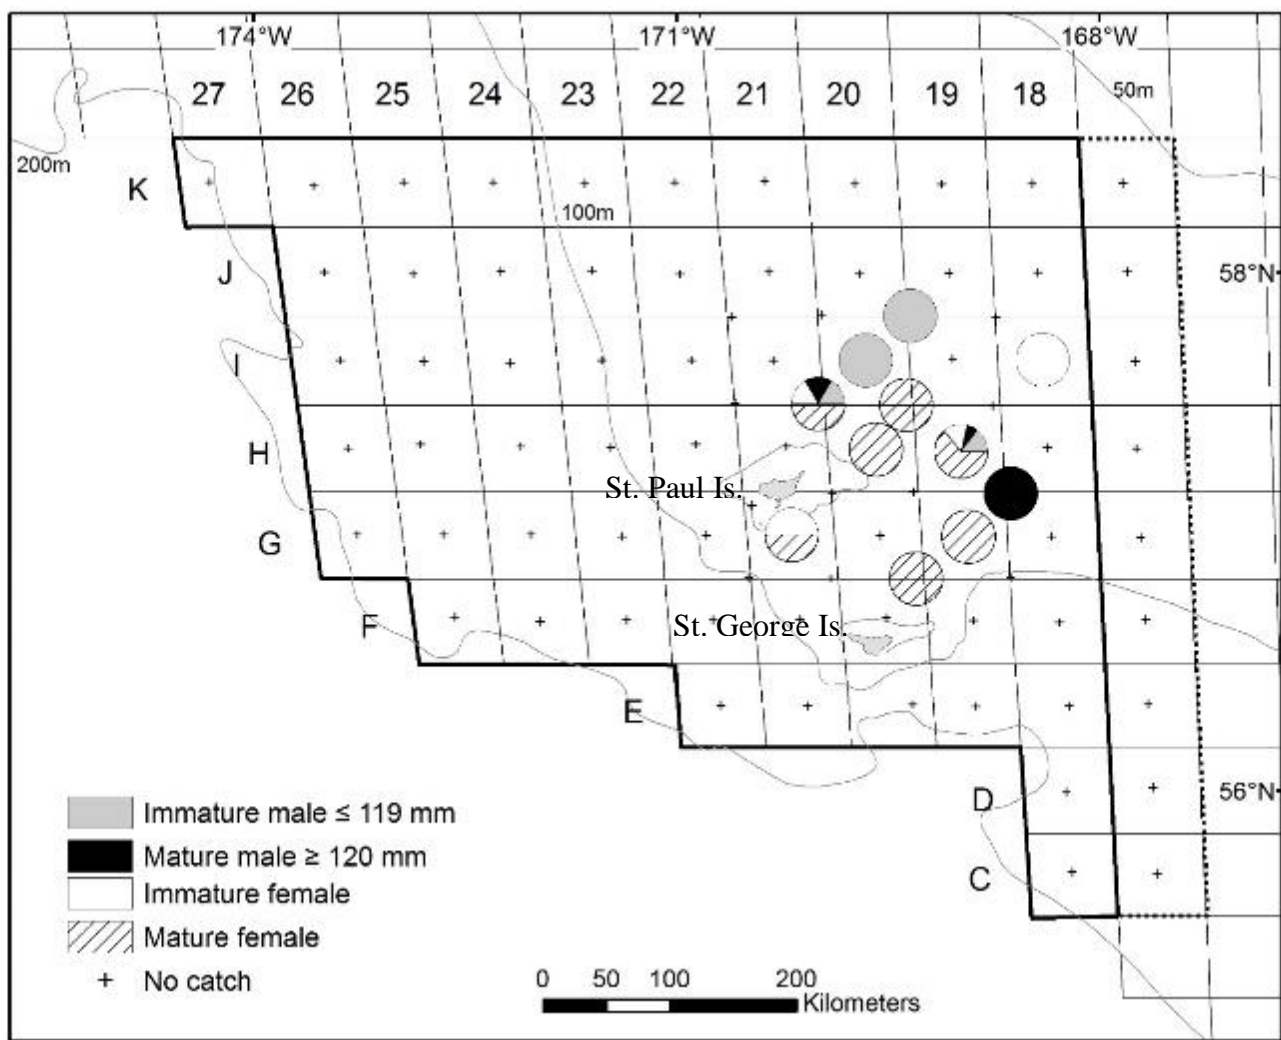 174°W 171°W 168°W
27 26 25 24 23 22 21 20 19 18
50m
200m
K
100m
J
58°N
I
H
St. Paul Is.
G
St. George Is.
F
E
D
56°N
C
Immature male ≤ 119 mm
Mature male ≥ 120 mm
Immature female
Mature female
+ No catch
0 50 100 200
Kilometers